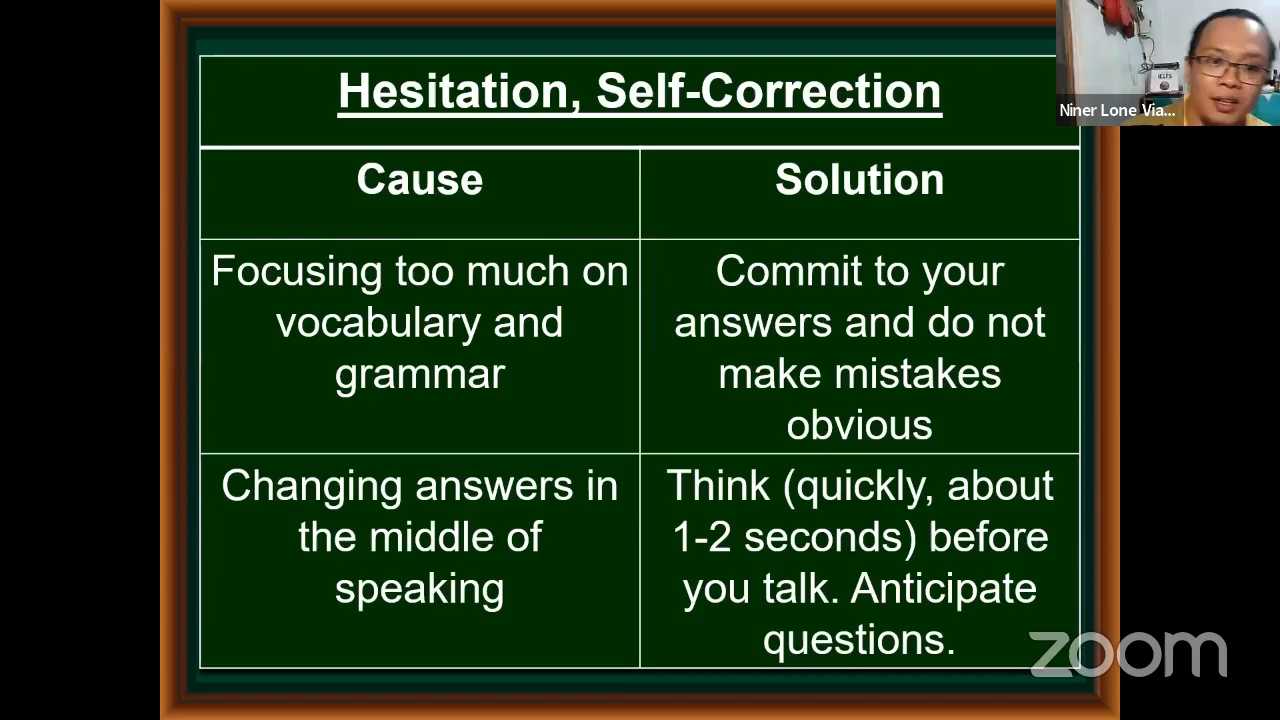 Hesitation, Self-Correction
Cause
Solution
Focusing too much on
vocabulary and
grammar
Commit to your
answers and do not
make mistakes
obvious
Changing answers in
the middle of
speaking
Think (quickly, about
1-2 seconds) before
you talk. Anticipate
questions.
Niner Lone Via...
IELTS
zoom